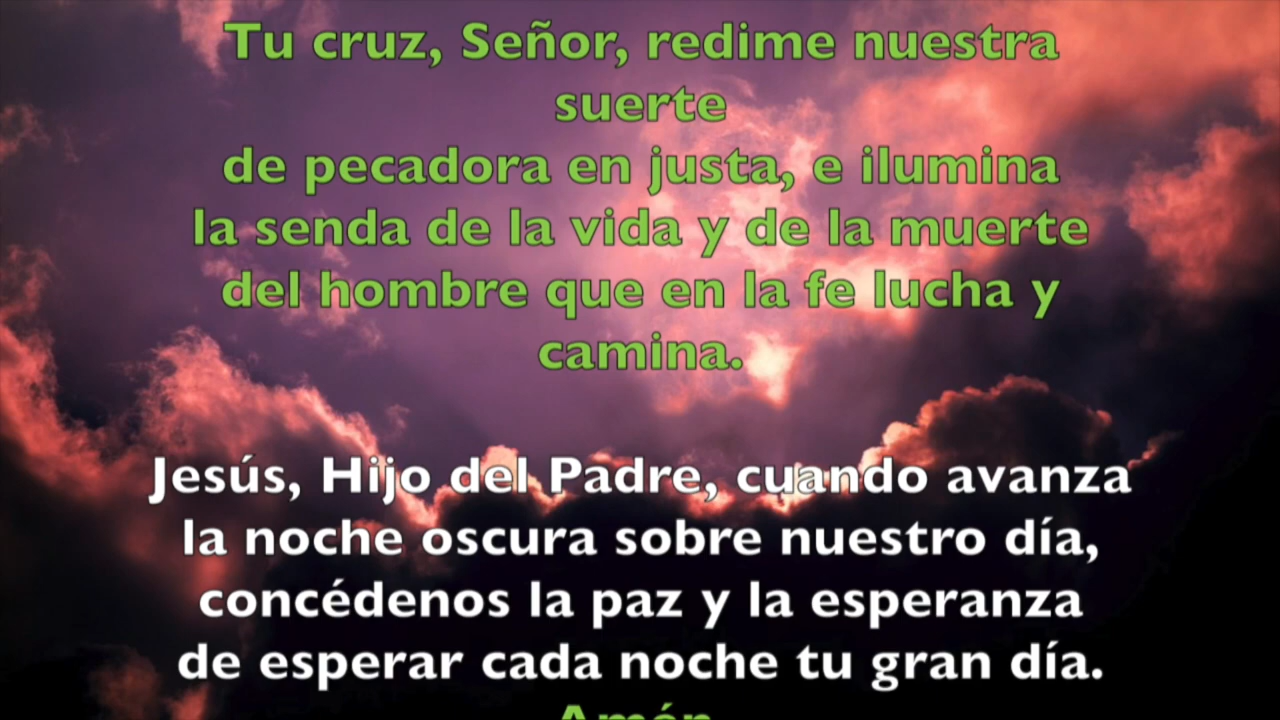 Tu cruz, Señor, redime nuestra
suerte
de pecadora en justa, e ilumina
la senda de la vida y de la muerte
del hombre que en la fe lucha y
camina.
Jesús, Hijo del Padre, cuando avanza
la noche oscura sobre nuestro día,
concédenos la paz y la esperanza
de esperar cada noche tu gran día.
Amén